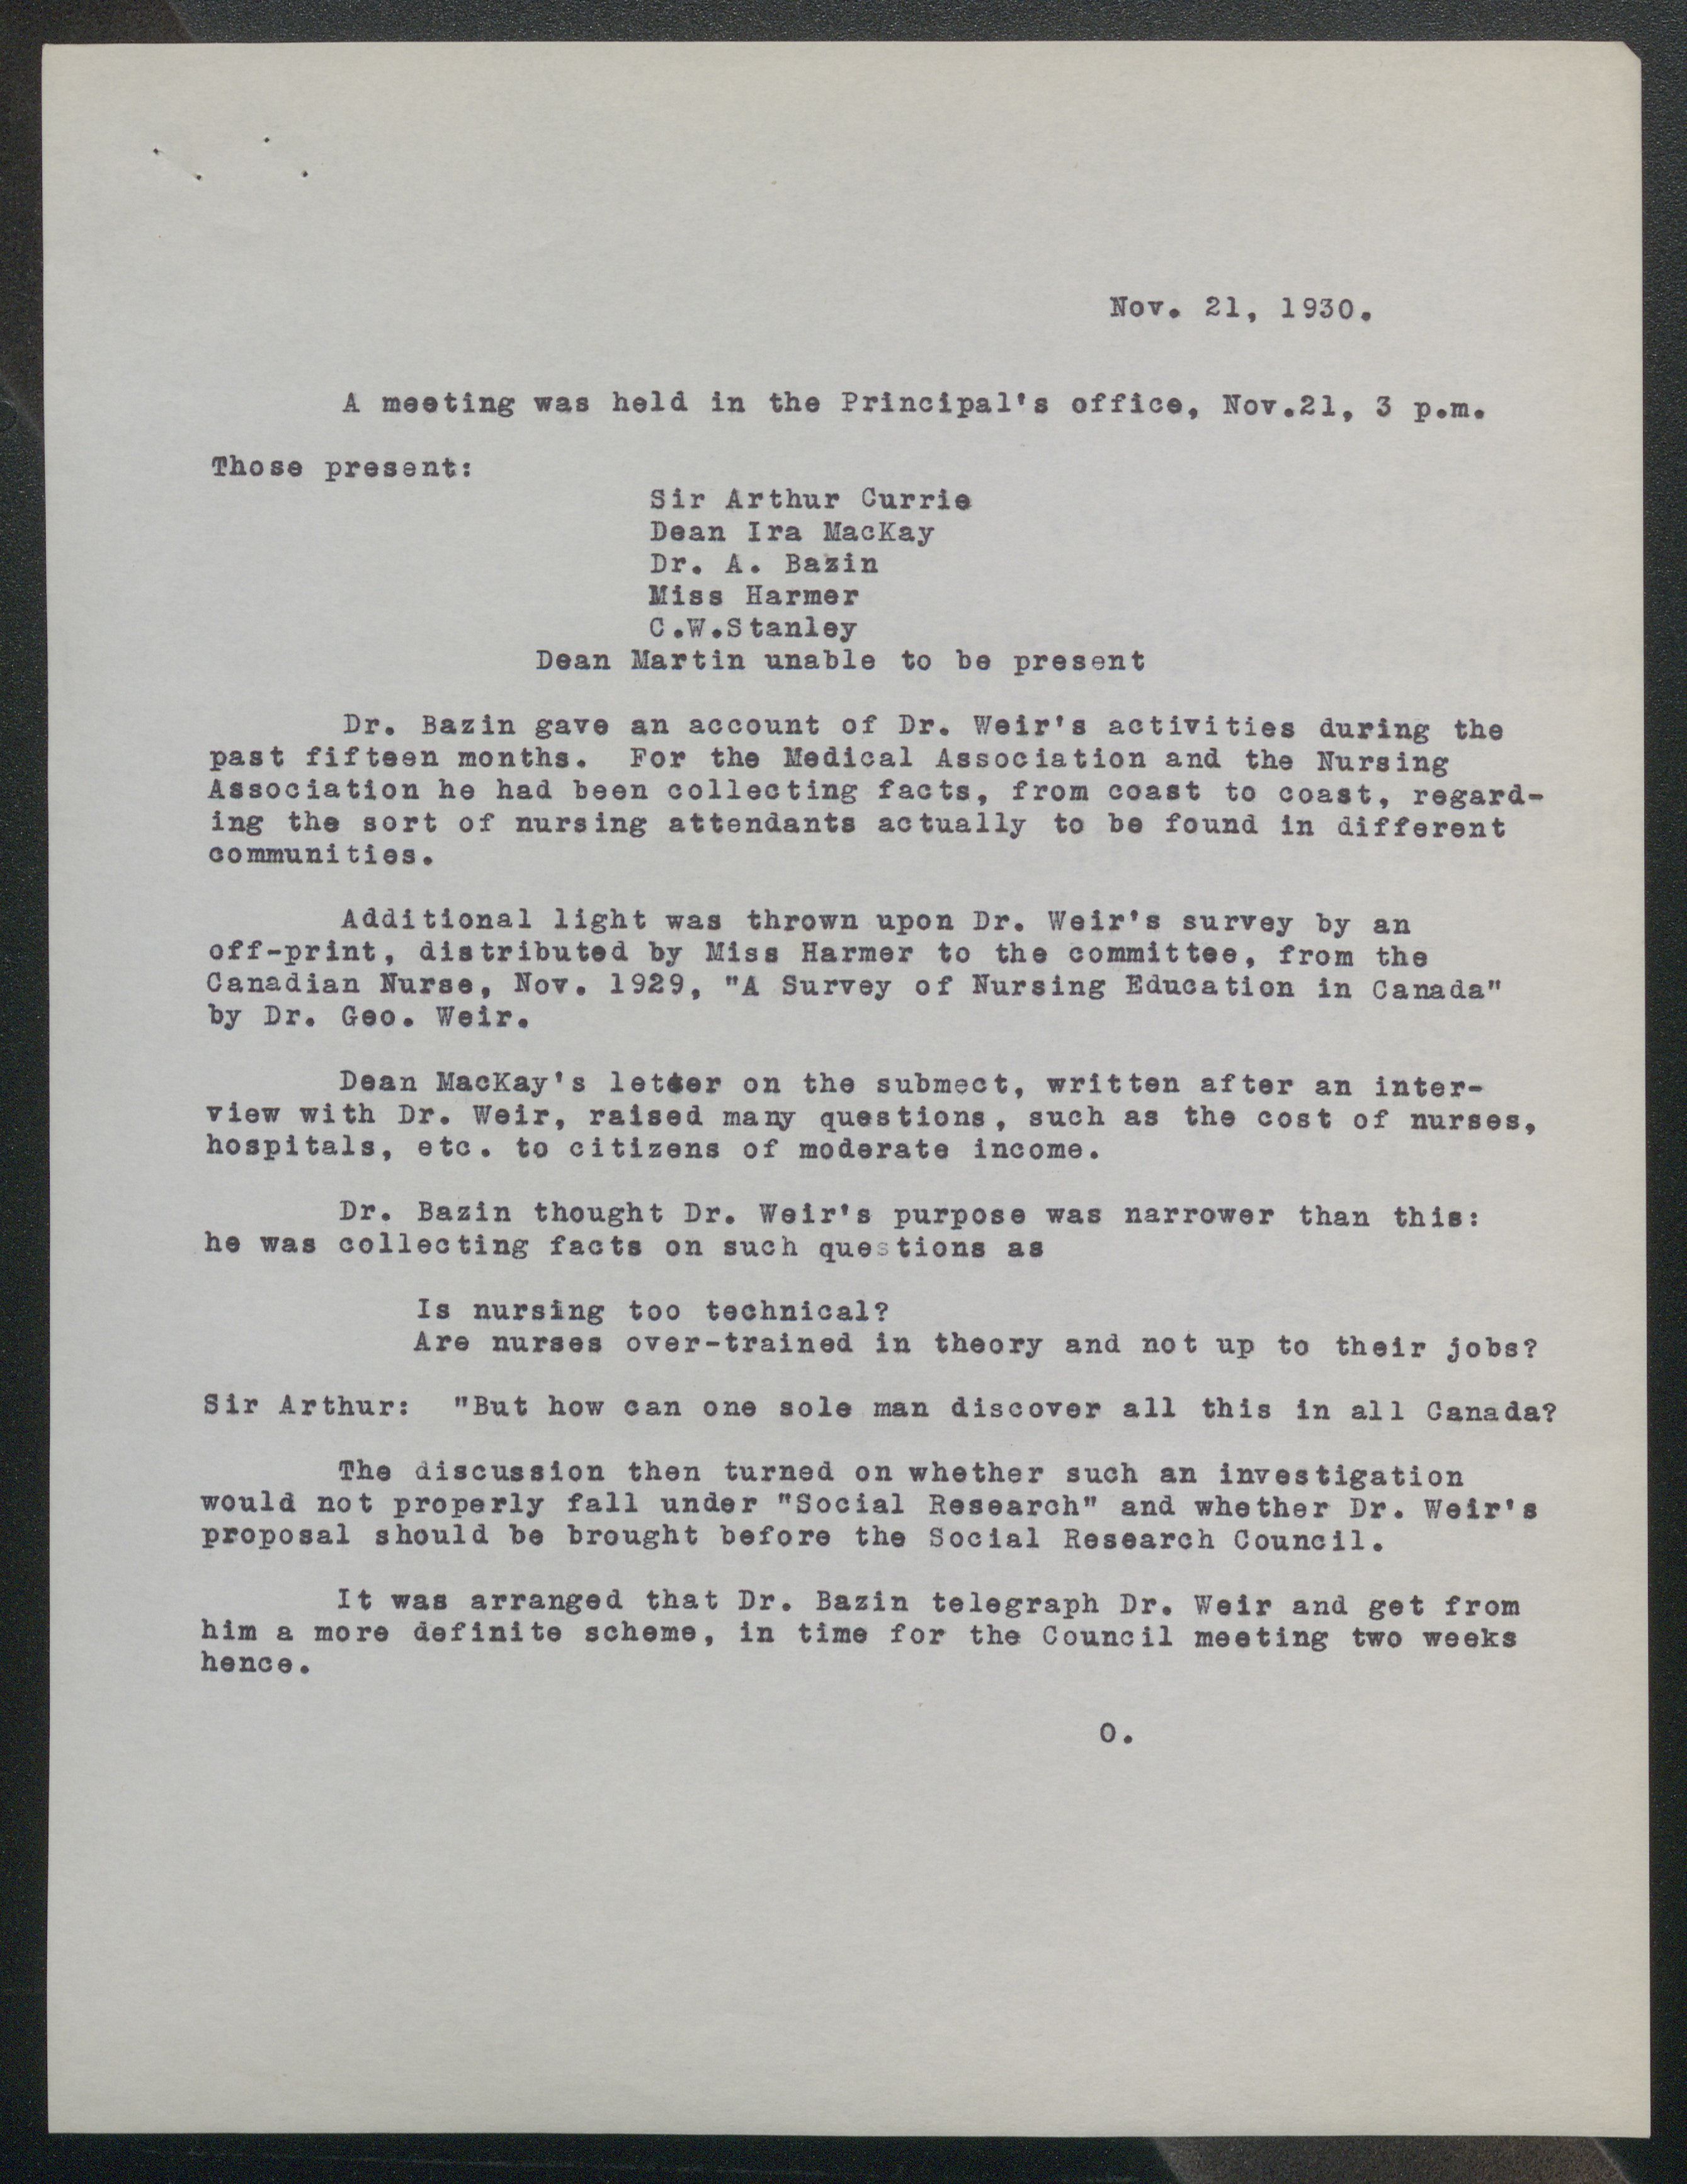 Nov. 21, 1930.
A meeting was held in the Principal's office, Nov.21, 3 p.m.
Those present:
Sir Arthur Currie
Dean Ira MacKay
Dr. A. Bazin
Miss Harmer
C.W.Stanley
Dean Martin unable to be present
Dr. Bazin gave an account of Dr. Weir's activities during the
past fifteen months. For the Medical Association and the Nursing
Association he had been collecting facts, from coast to coast, regard-
ing the sort of nursing attendants actually to be found in different
communities.
Additional light was thrown upon Dr. Weir's survey by an
off-print, distributed by Miss Harmer to the committee, from the
Canadian Nurse, Nov. 1929, "A Survey of Nursing Education in Canada"
by Dr. Geo. Weir.
Dean MacKay's letter on the submect, written after an inter-
view with Dr. Weir, raised many questions, such as the cost of nurses,
hospitals, etc. to citizens of moderate income.
Dr. Bazin thought Dr. Weir's purpose was narrower than this:
he was collecting facts on such questions as
Is nursing too technical?
Are nurses over-trained in theory and not up to their jobs?
Sir Arthur: "But how can one sole man discover all this in all Canada?
The discussion then turned on whether such an investigation
would not properly fall under "Social Research" and whether Dr. Weir's
proposal should be brought before the Social Research Council.
It was arranged that Dr. Bazin telegraph Dr. Weir and get from
him a more definite scheme, in time for the Council meeting two weeks
hence.
O.